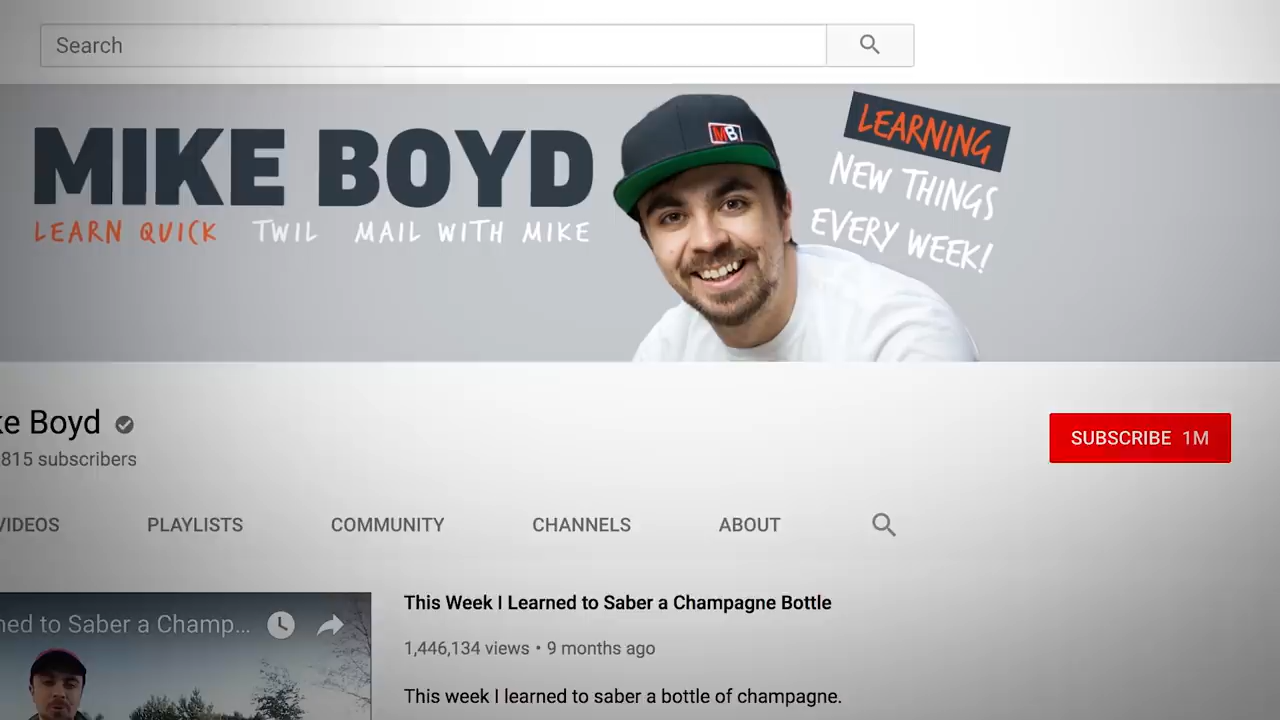 Search
MIKE BOYD
LEARN QUICK TWIL MAIL WITH MIKE
MB
LEARNING
NEW THINGS
EVERY WEEK!
ke Boyd
815 subscribers
SUBSCRIBE 1M
VIDEOS PLAYLISTS COMMUNITY CHANNELS ABOUT
ned to Saber a Champ...
This Week I Learned to Saber a Champagne Bottle
1,446,134 views • 9 months ago
This week I learned to saber a bottle of champagne.